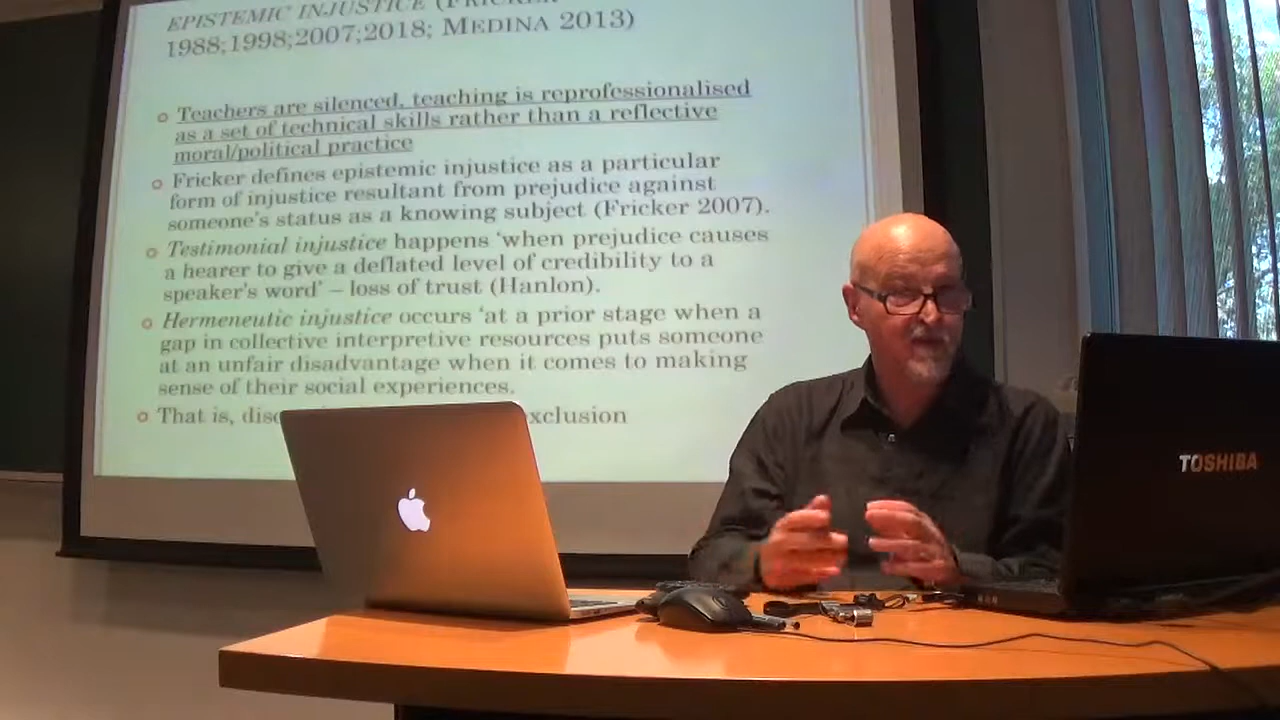 EPISTEMIC INJUSTICE (FRICKER
1988;1998;2007;2018; MEDINA 2013)
Teachers are silenced, teaching is reprofessionalised
as a set of technical skills rather than a reflective
moral/political practice
Fricker defines epistemic injustice as a particular
form of injustice resultant from prejudice against
someone's status as a knowing subject (Fricker 2007).
Testimonial injustice happens 'when prejudice causes
a hearer to give a deflated level of credibility to a
speaker's word' – loss of trust (Hanlon).
Hermeneutic injustice occurs 'at a prior stage when a
gap in collective interpretive resources puts someone
at an unfair disadvantage when it comes to making
sense of their social experiences.
That is,
TOSHIBA